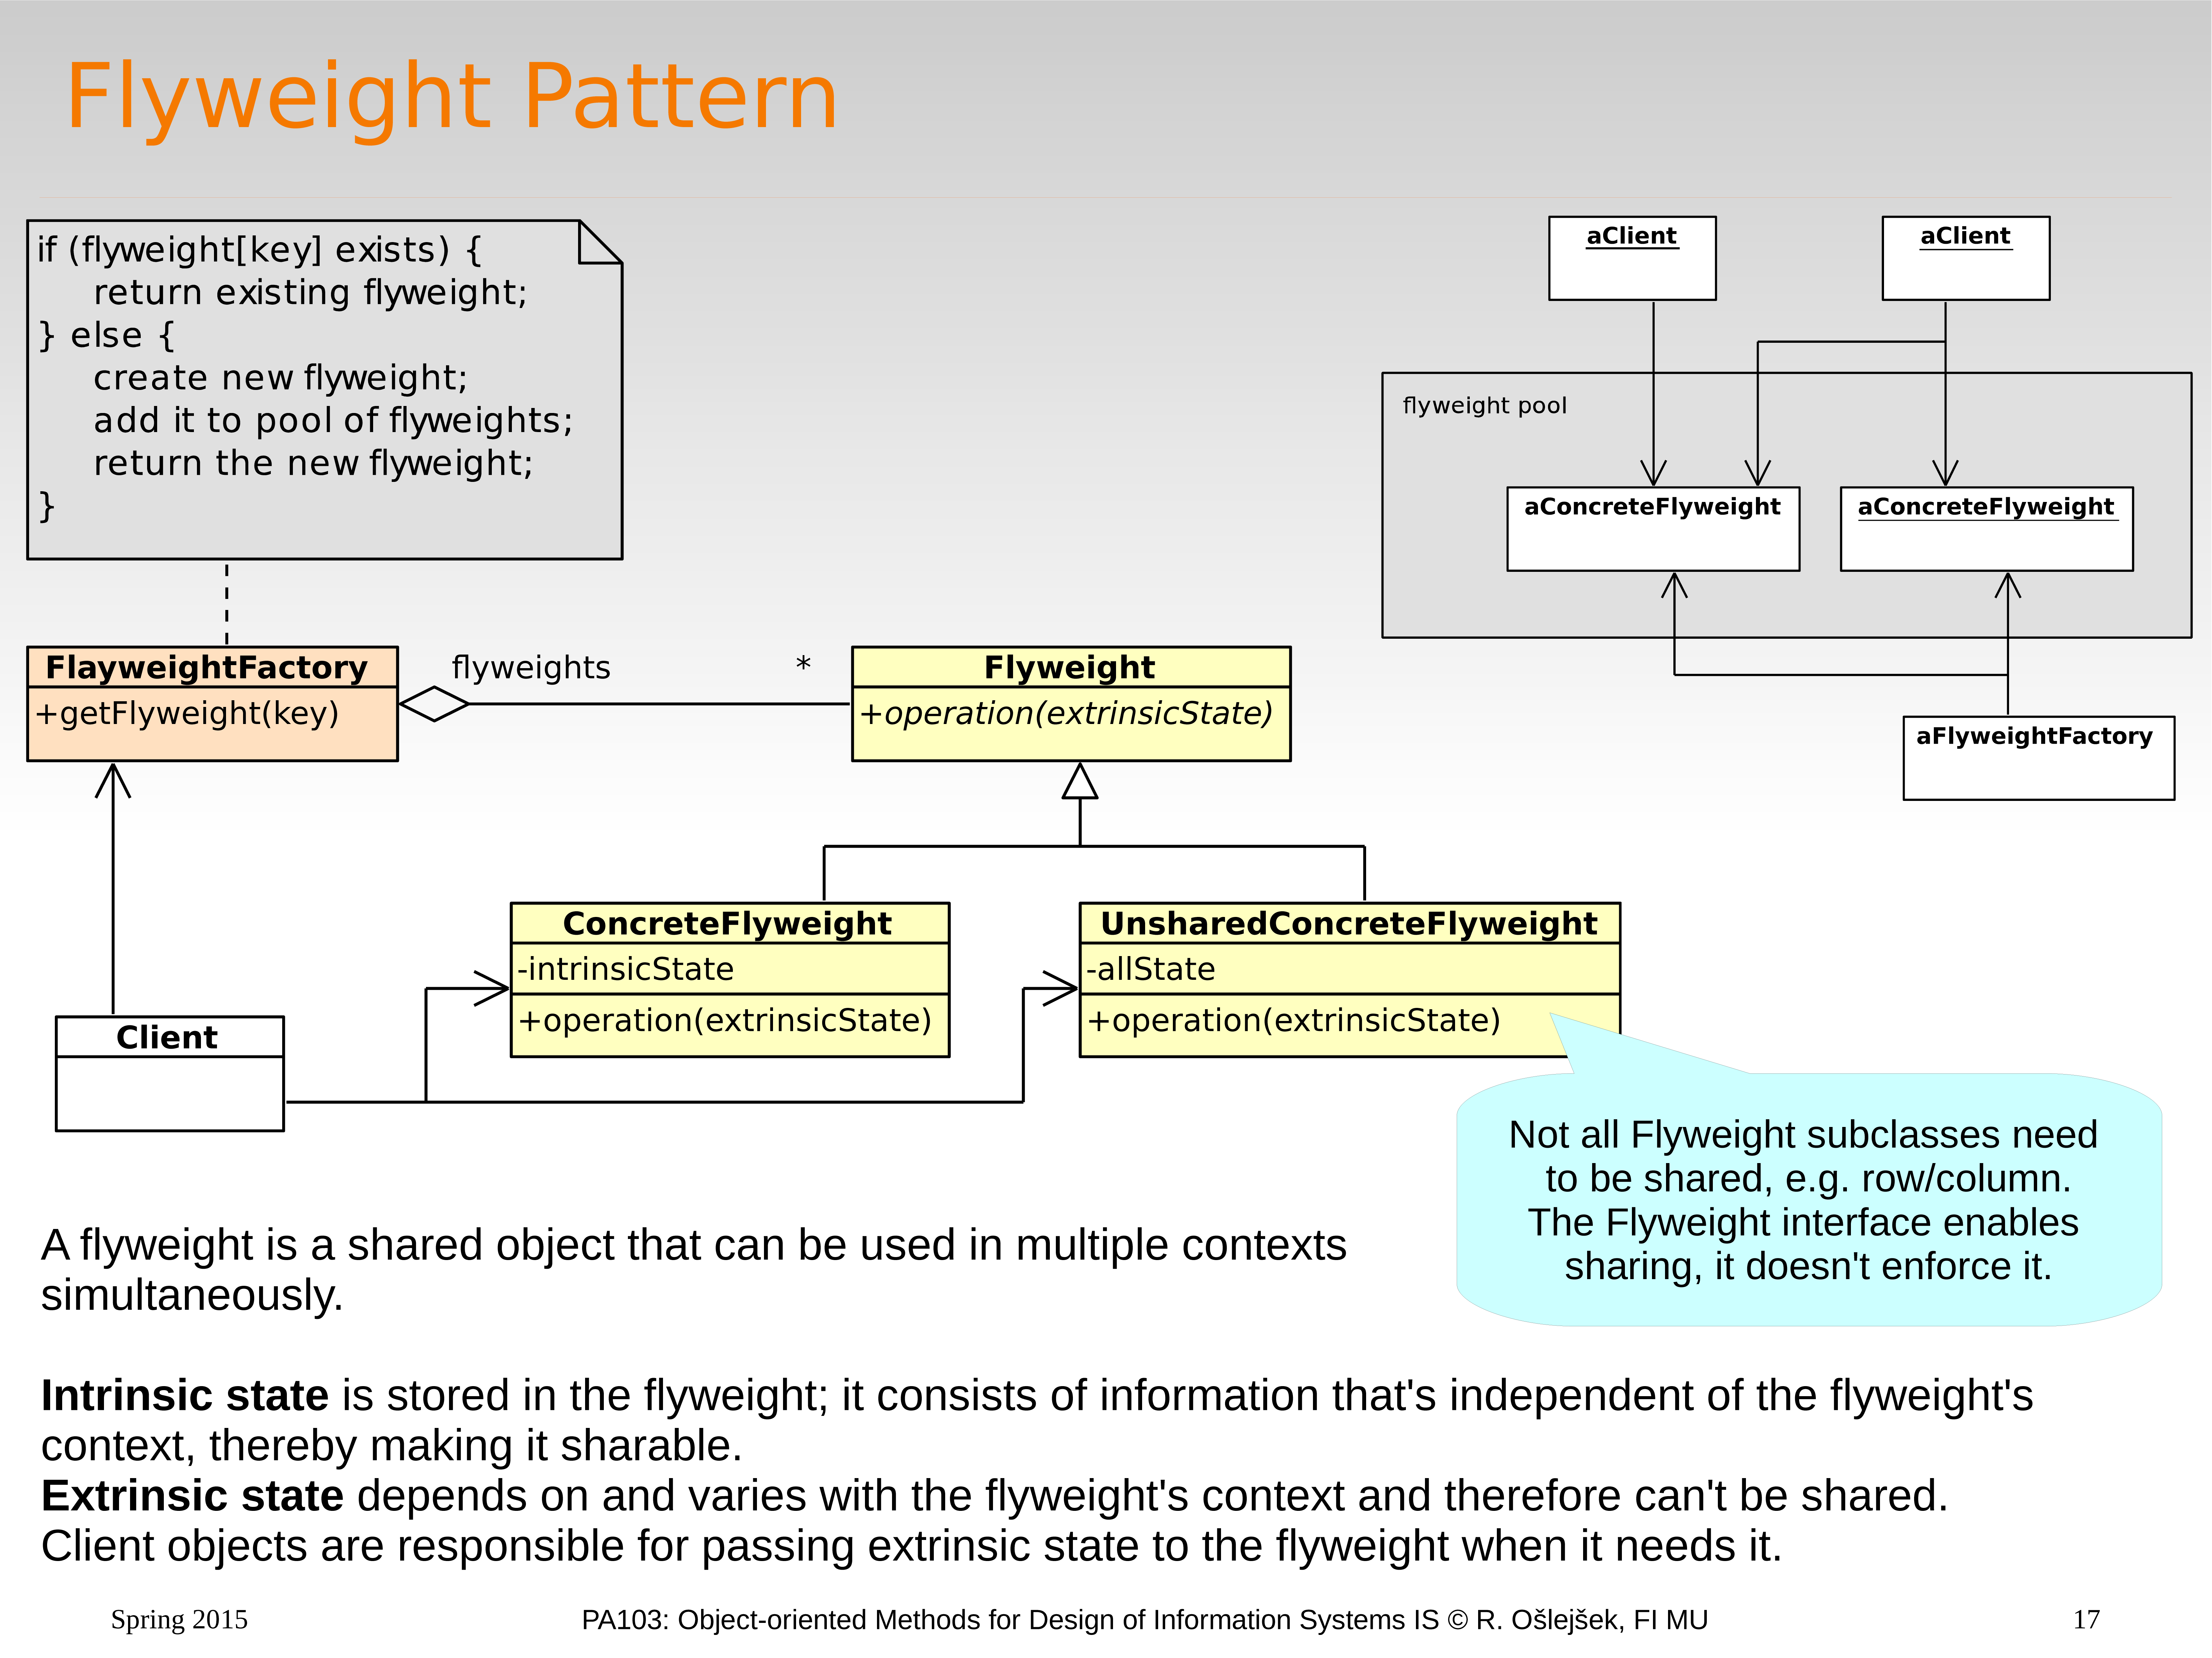 Flyweight Pattern
if (flyweight[key] exists) {
return existing flyweight;
} else {
create new flyweight;
add it to pool of flyweights;
return the new flyweight;
}
aClient
aClient
flyweight pool
aConcreteFlyweight
aConcreteFlyweight
aFlyweightFactory
FlayweightFactory
+getFlyweight(key)
flyweights
*
Flyweight
+operation(extrinsicState)
ConcreteFlyweight
-intrinsicState
+operation(extrinsicState)
UnsharedConcreteFlyweight
-allState
+operation(extrinsicState)
Client
Not all Flyweight subclasses need
to be shared, e.g. row/column.
The Flyweight interface enables
sharing, it doesn't enforce it.
A flyweight is a shared object that can be used in multiple contexts
simultaneously.
Intrinsic state is stored in the flyweight; it consists of information that's independent of the flyweight's
context, thereby making it sharable.
Extrinsic state depends on and varies with the flyweight's context and therefore can't be shared.
Client objects are responsible for passing extrinsic state to the flyweight when it needs it.
Spring 2015
PA103: Object-oriented Methods for Design of Information Systems IS © R. Ošlejšek, FI MU
17